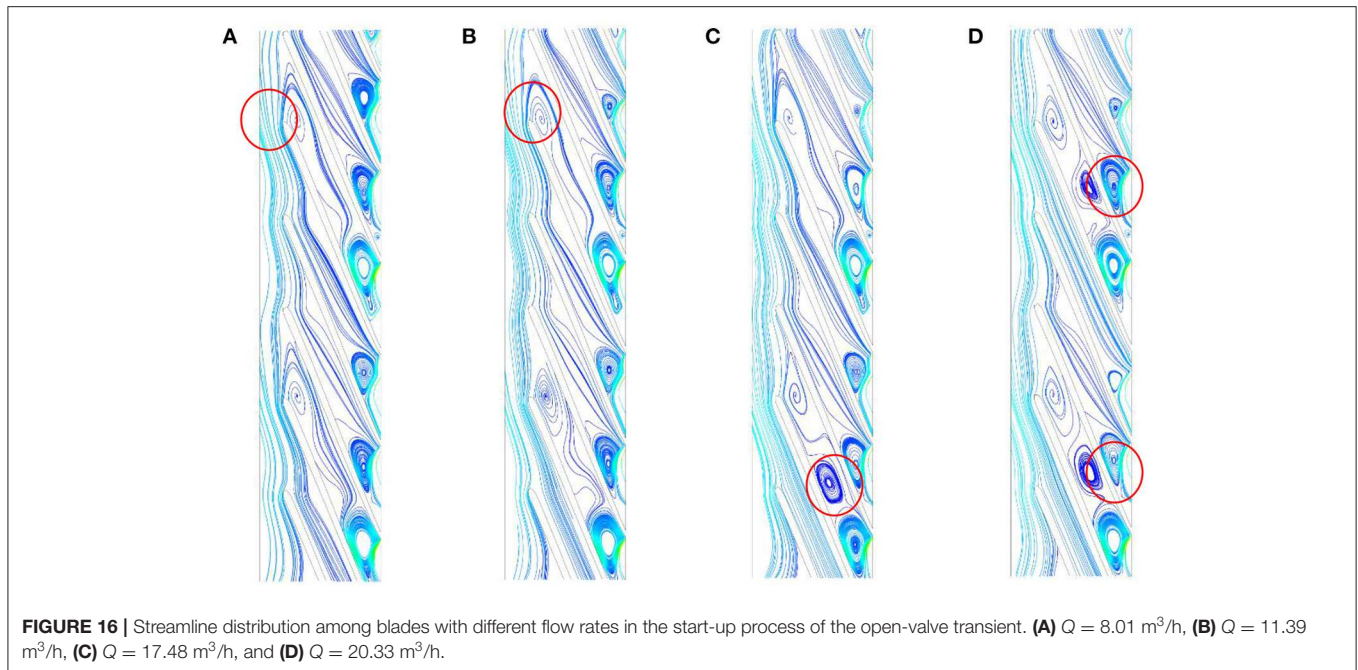 A B C D
FIGURE 16 | Streamline distribution among blades with different flow rates in the start-up process of the open-valve transient. (A) Q = 8.01 m³/h, (B) Q = 11.39
m³/h, (C) Q = 17.48 m³/h, and (D) Q = 20.33 m³/h.